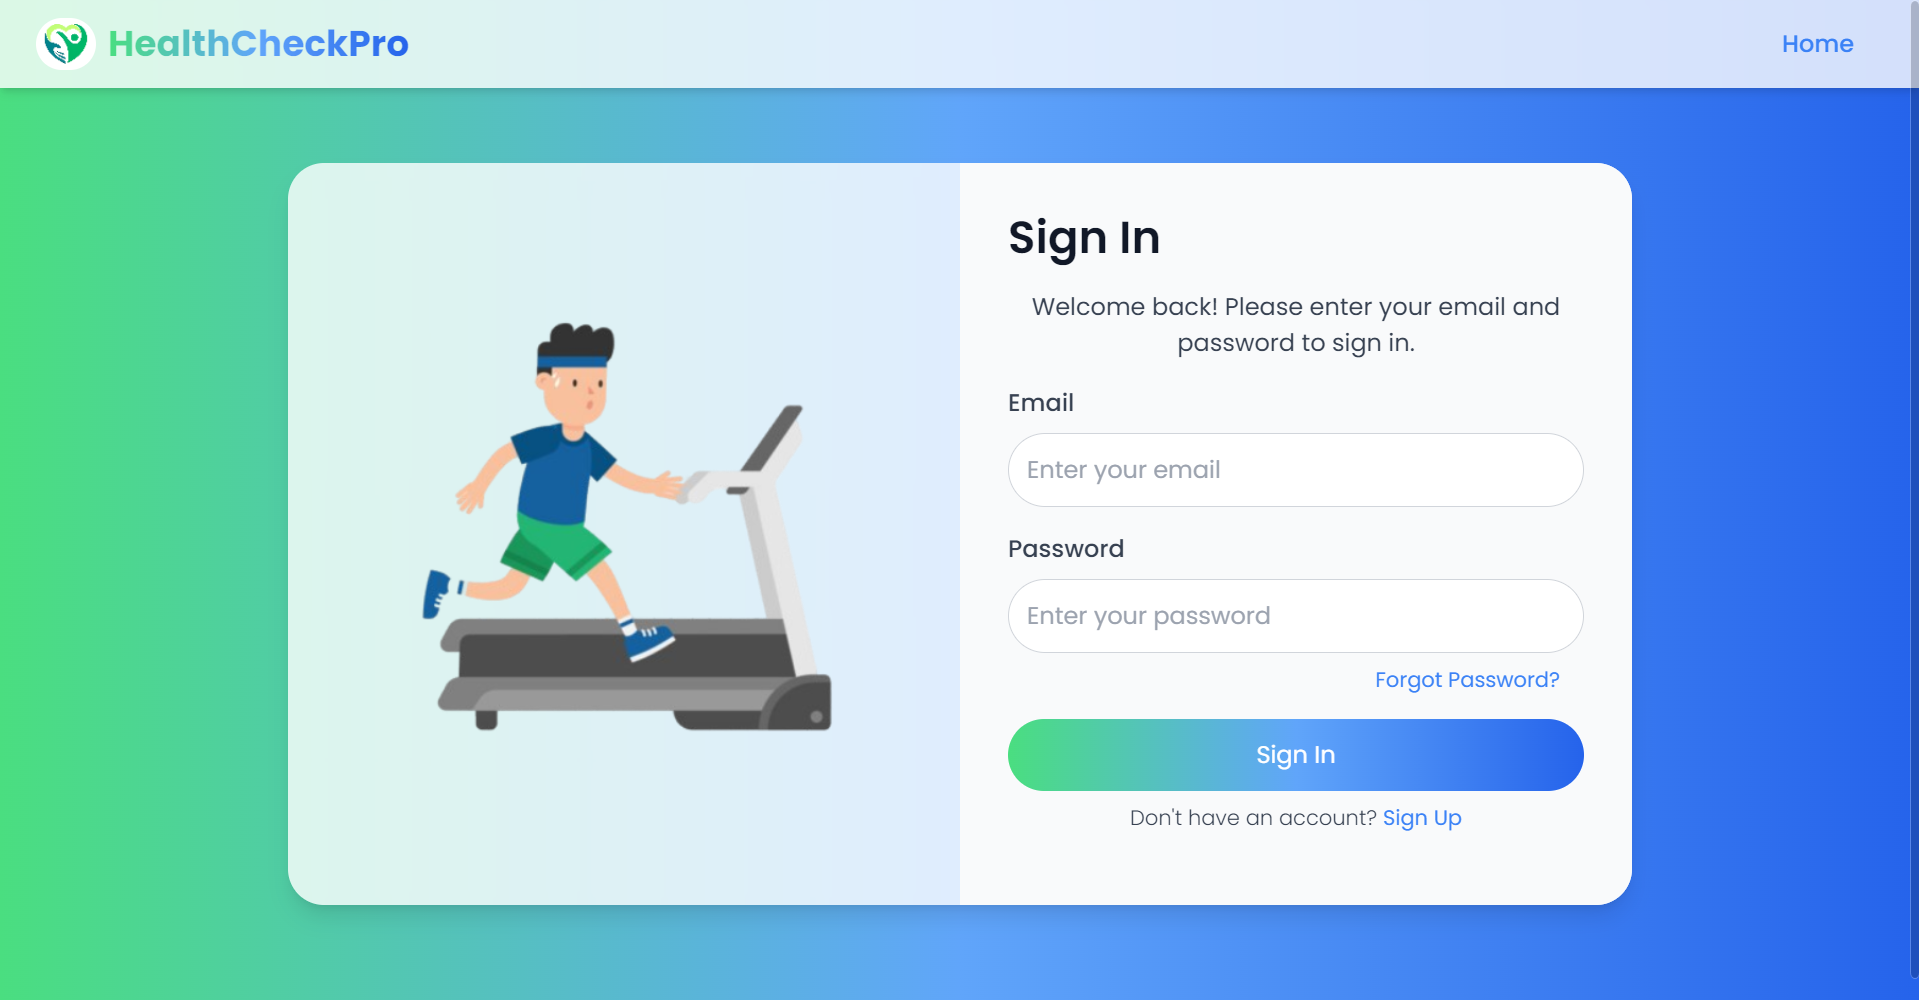 HealthCheckPro
Home
Sign In
Welcome back! Please enter your email and
password to sign in.
Email
Enter your email
Password
Enter your password
Forgot Password?
Sign In
Don't have an account? Sign Up